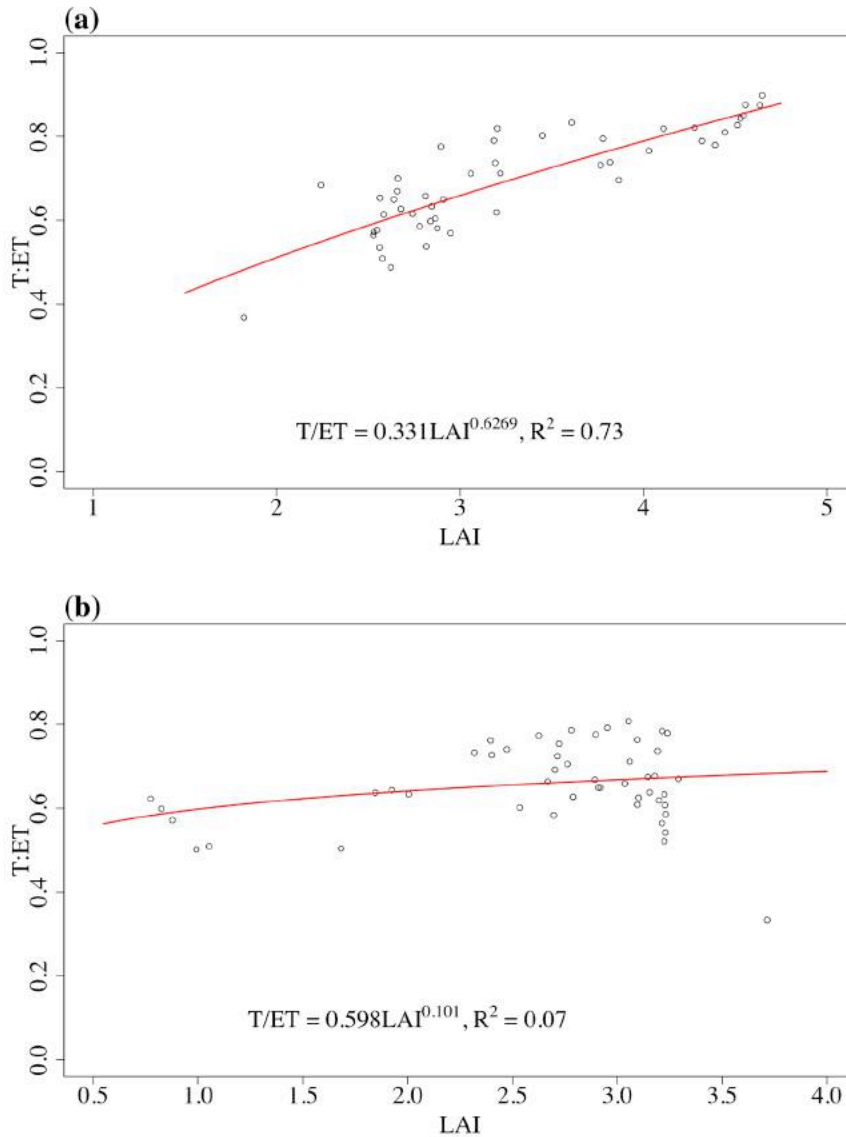 (a)
1.0
0.8
0.6
0.4
0.2
0.0
T:ET
T/ET = 0.331LAI^0.6269, R^2 = 0.73
1 2 3 4 5
LAI
(b)
1.0
0.8
0.6
0.4
0.2
0.0
T:ET
T/ET = 0.598LAI^0.101, R^2 = 0.07
0.5 1.0 1.5 2.0 2.5 3.0 3.5 4.0
LAI